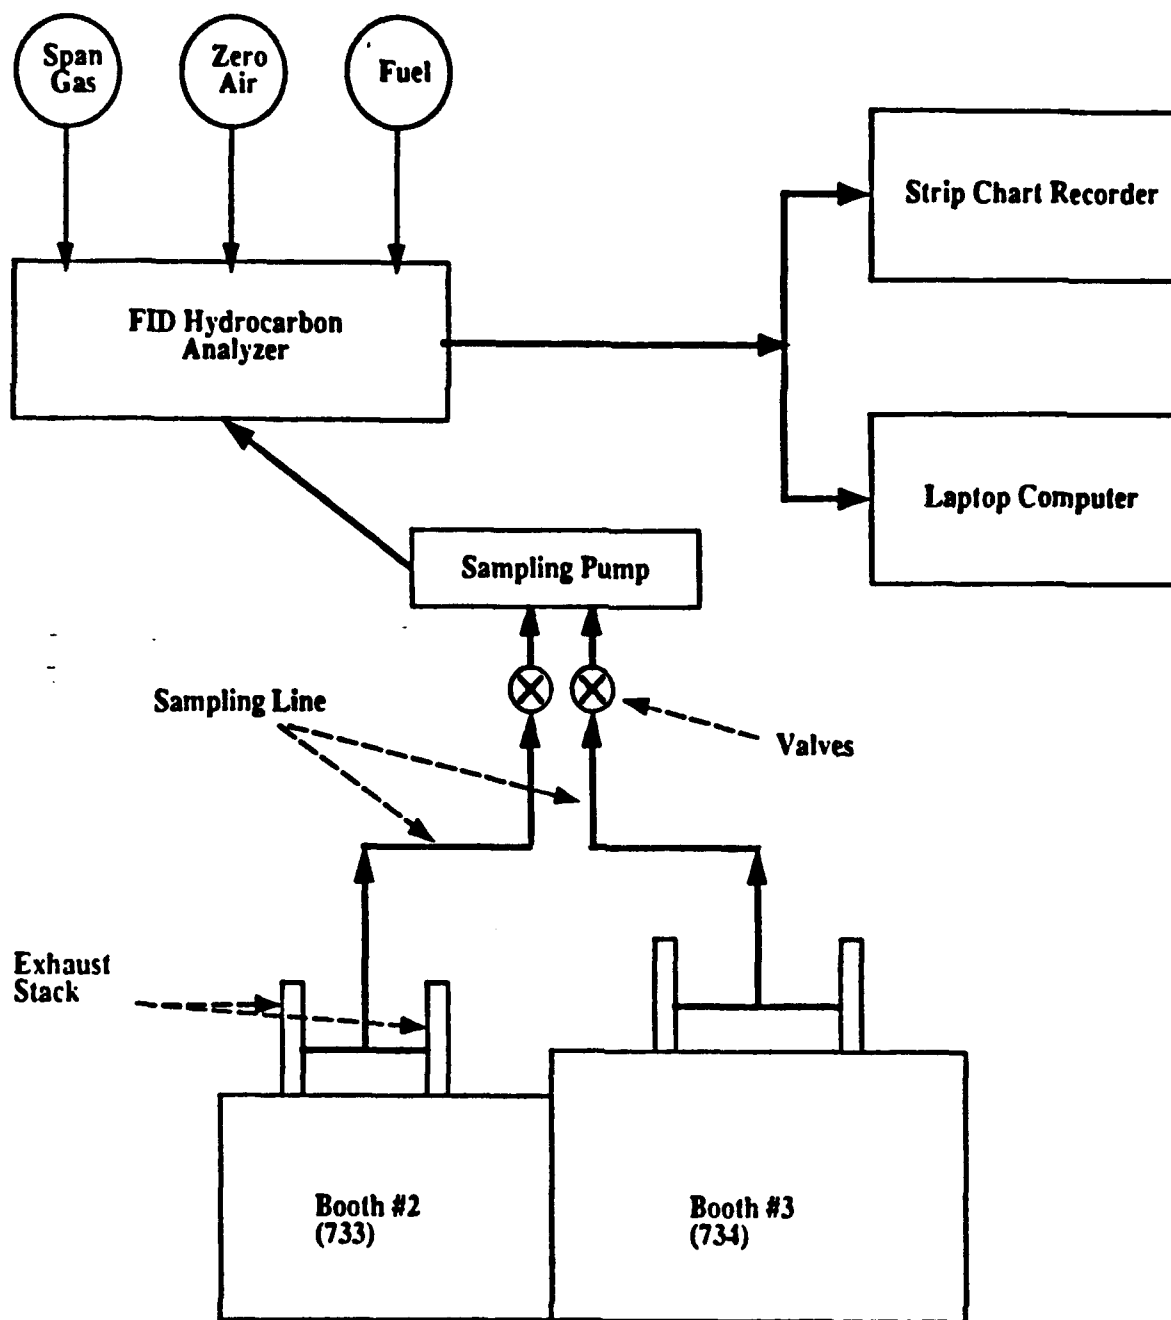 Span
Gas
Zero
Air
Fuel
Strip Chart Recorder
FID Hydrocarbon
Analyzer
Laptop Computer
Sampling Pump
Sampling Line
Valves
Exhaust
Stack
Booth #2
(733)
Booth #3
(734)